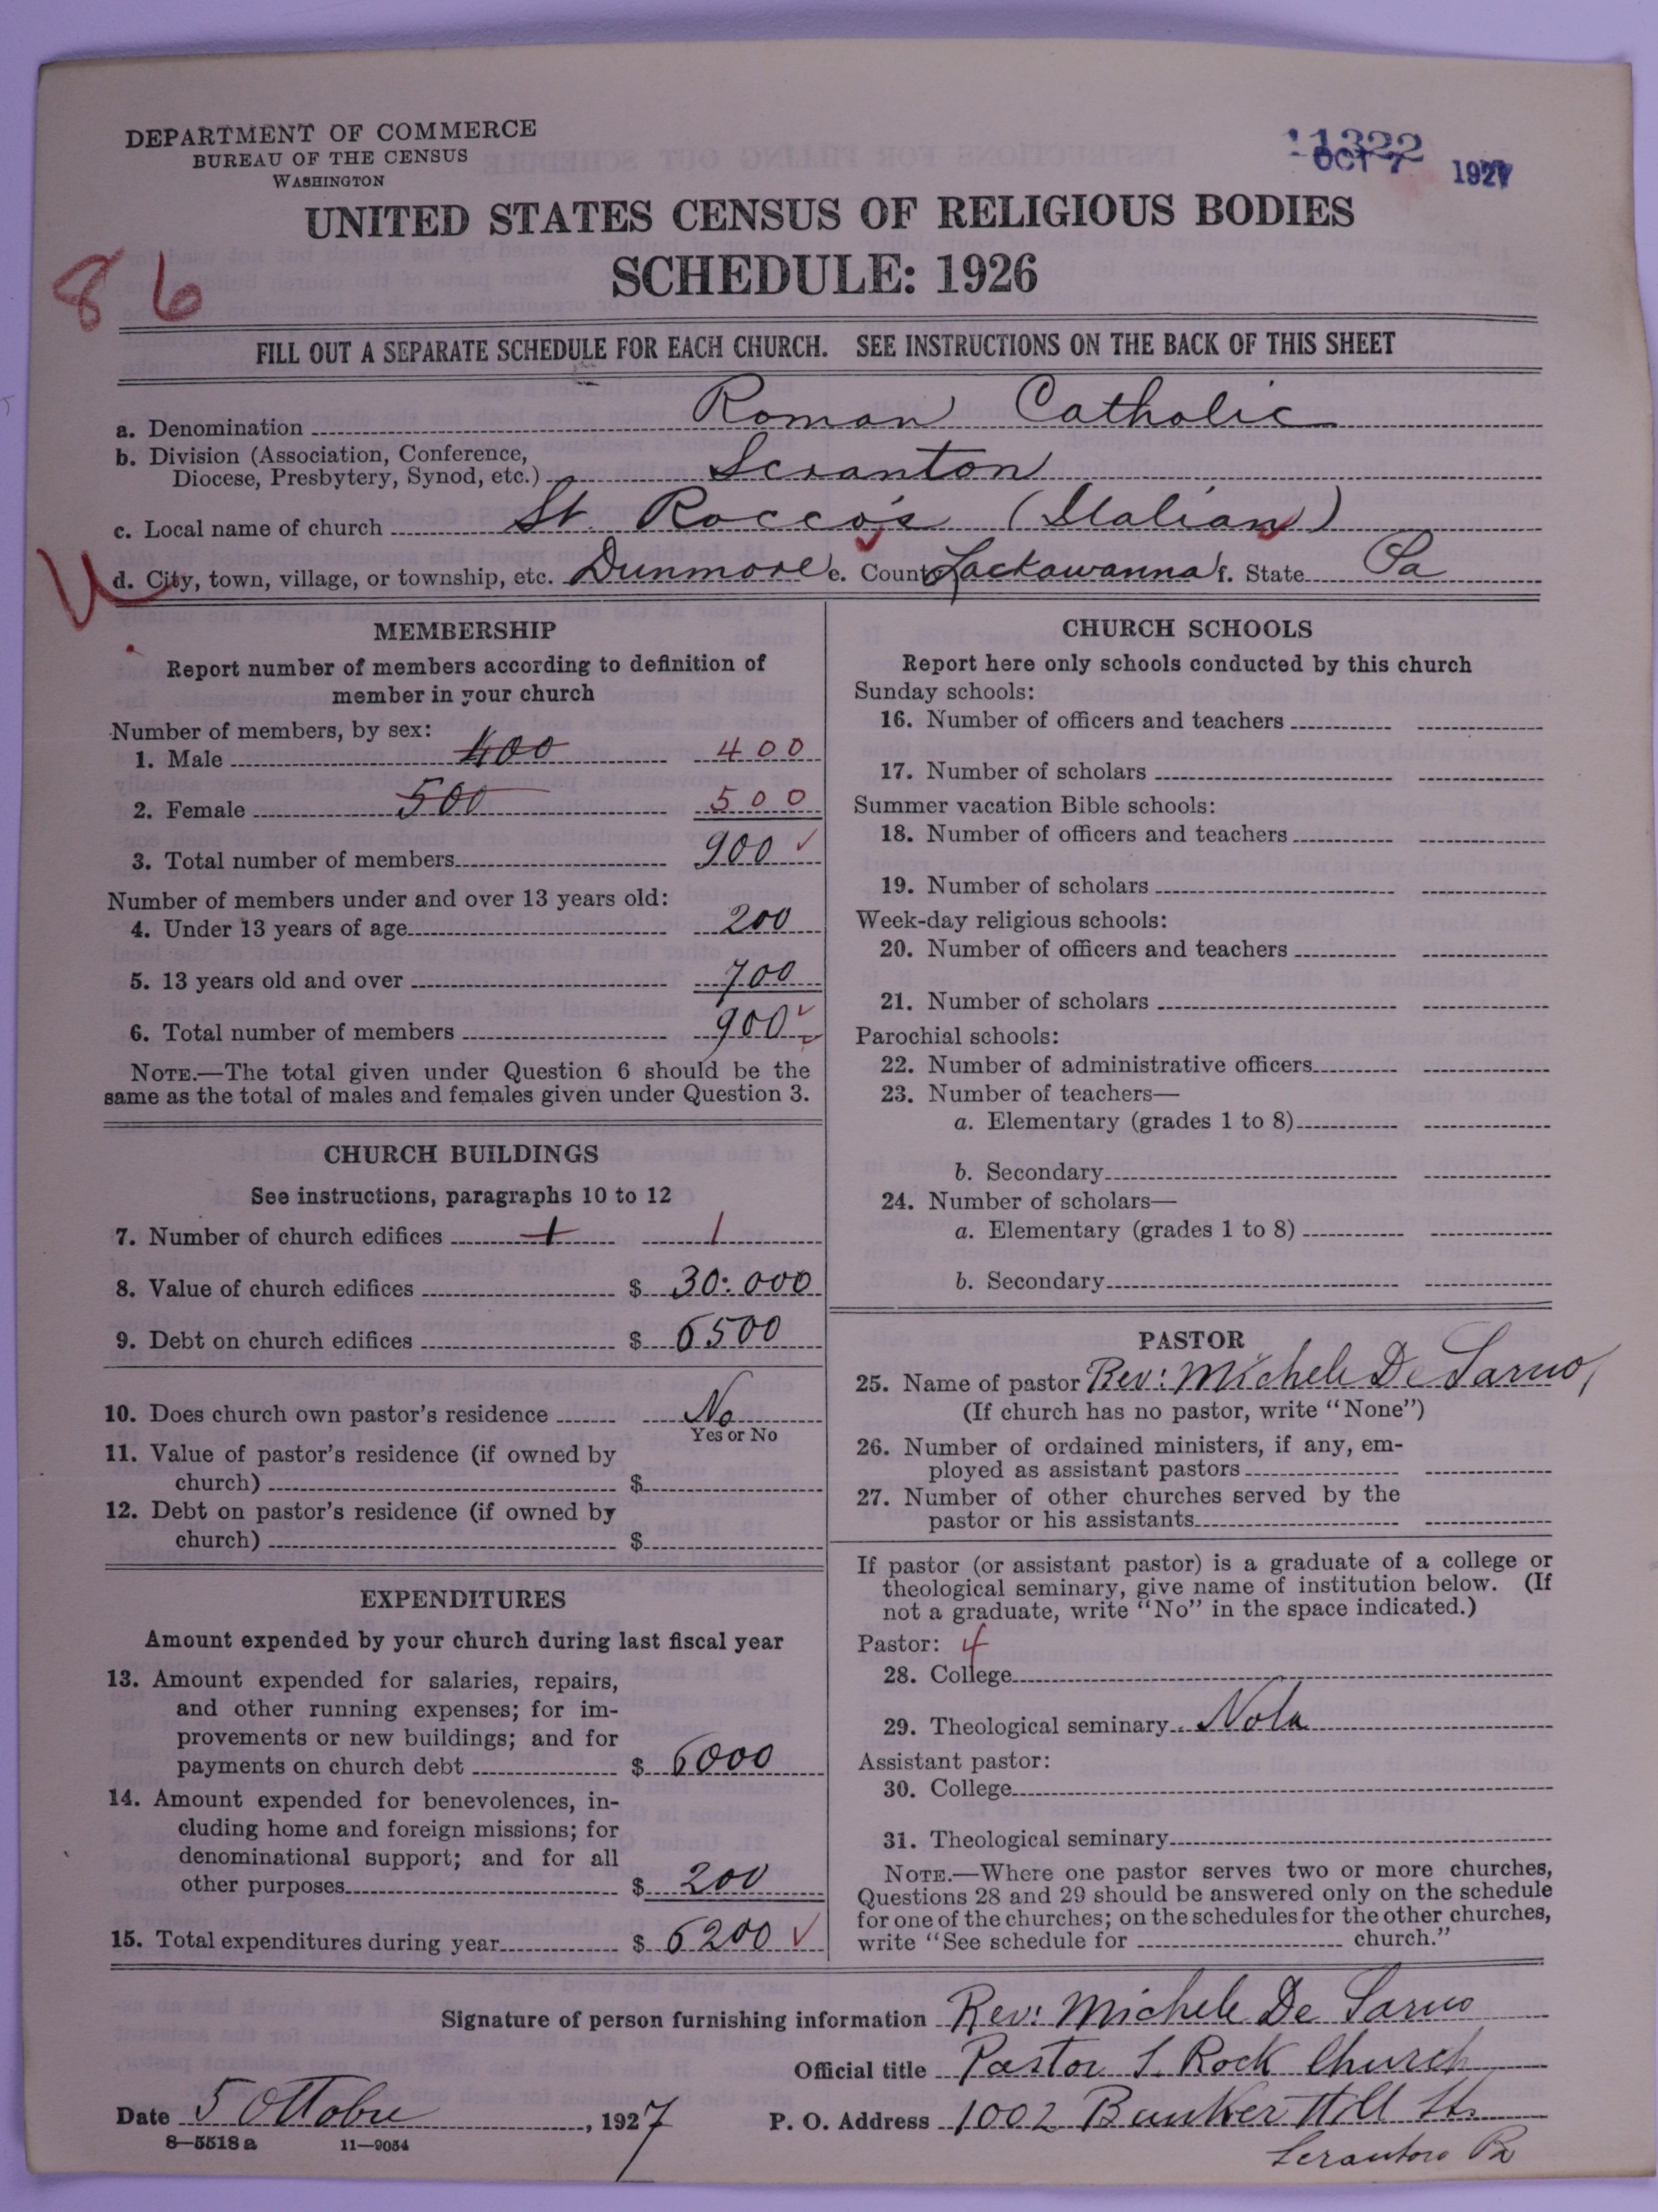 DEPARTMENT OF COMMERCE
BUREAU OF THE CENSUS
WASHINGTON
11322
OCT 7 1927
UNITED STATES CENSUS OF RELIGIOUS BODIES
SCHEDULE: 1926
86
FILL OUT A SEPARATE SCHEDULE FOR EACH CHURCH. SEE INSTRUCTIONS ON THE BACK OF THIS SHEET
a. Denomination Roman Catholic
b. Division (Association, Conference,
Diocese, Presbytery, Synod, etc.) Scranton
c. Local name of church St. Rocco's (Italian)
d. City, town, village, or township, etc. Dunmore e. County Lackawanna f. State Pa
MEMBERSHIP
Report number of members according to definition of
member in your church
Number of members, by sex:
1. Male 400 400
2. Female 500 500
3. Total number of members 900
Number of members under and over 13 years old:
4. Under 13 years of age 200
5. 13 years old and over 700
6. Total number of members 900
NOTE.—The total given under Question 6 should be the
same as the total of males and females given under Question 3.
CHURCH BUILDINGS
See instructions, paragraphs 10 to 12
7. Number of church edifices 1 1
8. Value of church edifices $ 30:000
9. Debt on church edifices $ 6500
10. Does church own pastor's residence No
Yes or No
11. Value of pastor's residence (if owned by
church) $
12. Debt on pastor's residence (if owned by
church) $
EXPENDITURES
Amount expended by your church during last fiscal year
13. Amount expended for salaries, repairs,
and other running expenses; for im-
provements or new buildings; and for
payments on church debt $ 6000
14. Amount expended for benevolences, in-
cluding home and foreign missions; for
denominational support; and for all
other purposes $ 200
15. Total expenditures during year $ 6200
CHURCH SCHOOLS
Report here only schools conducted by this church
Sunday schools:
16. Number of officers and teachers
17. Number of scholars
Summer vacation Bible schools:
18. Number of officers and teachers
19. Number of scholars
Week-day religious schools:
20. Number of officers and teachers
21. Number of scholars
Parochial schools:
22. Number of administrative officers
23. Number of teachers—
a. Elementary (grades 1 to 8)
b. Secondary
24. Number of scholars—
a. Elementary (grades 1 to 8)
b. Secondary
PASTOR
25. Name of pastor Rev: Michele De Sarno
(If church has no pastor, write "None")
26. Number of ordained ministers, if any, em-
ployed as assistant pastors
27. Number of other churches served by the
pastor or his assistants
If pastor (or assistant pastor) is a graduate of a college or
theological seminary, give name of institution below. (If
not a graduate, write "No" in the space indicated.)
Pastor: 4
28. College
29. Theological seminary Nola
Assistant pastor:
30. College
31. Theological seminary
NOTE.—Where one pastor serves two or more churches,
Questions 28 and 29 should be answered only on the schedule
for one of the churches; on the schedules for the other churches,
write "See schedule for church."
Signature of person furnishing information Rev: Michele De Sarno
Official title Pastor S. Rock Church
Date 5 Ottobre, 1927 P. O. Address 1002 Bunker Hill St.
Scranton Pa
8—5518a 11—9054